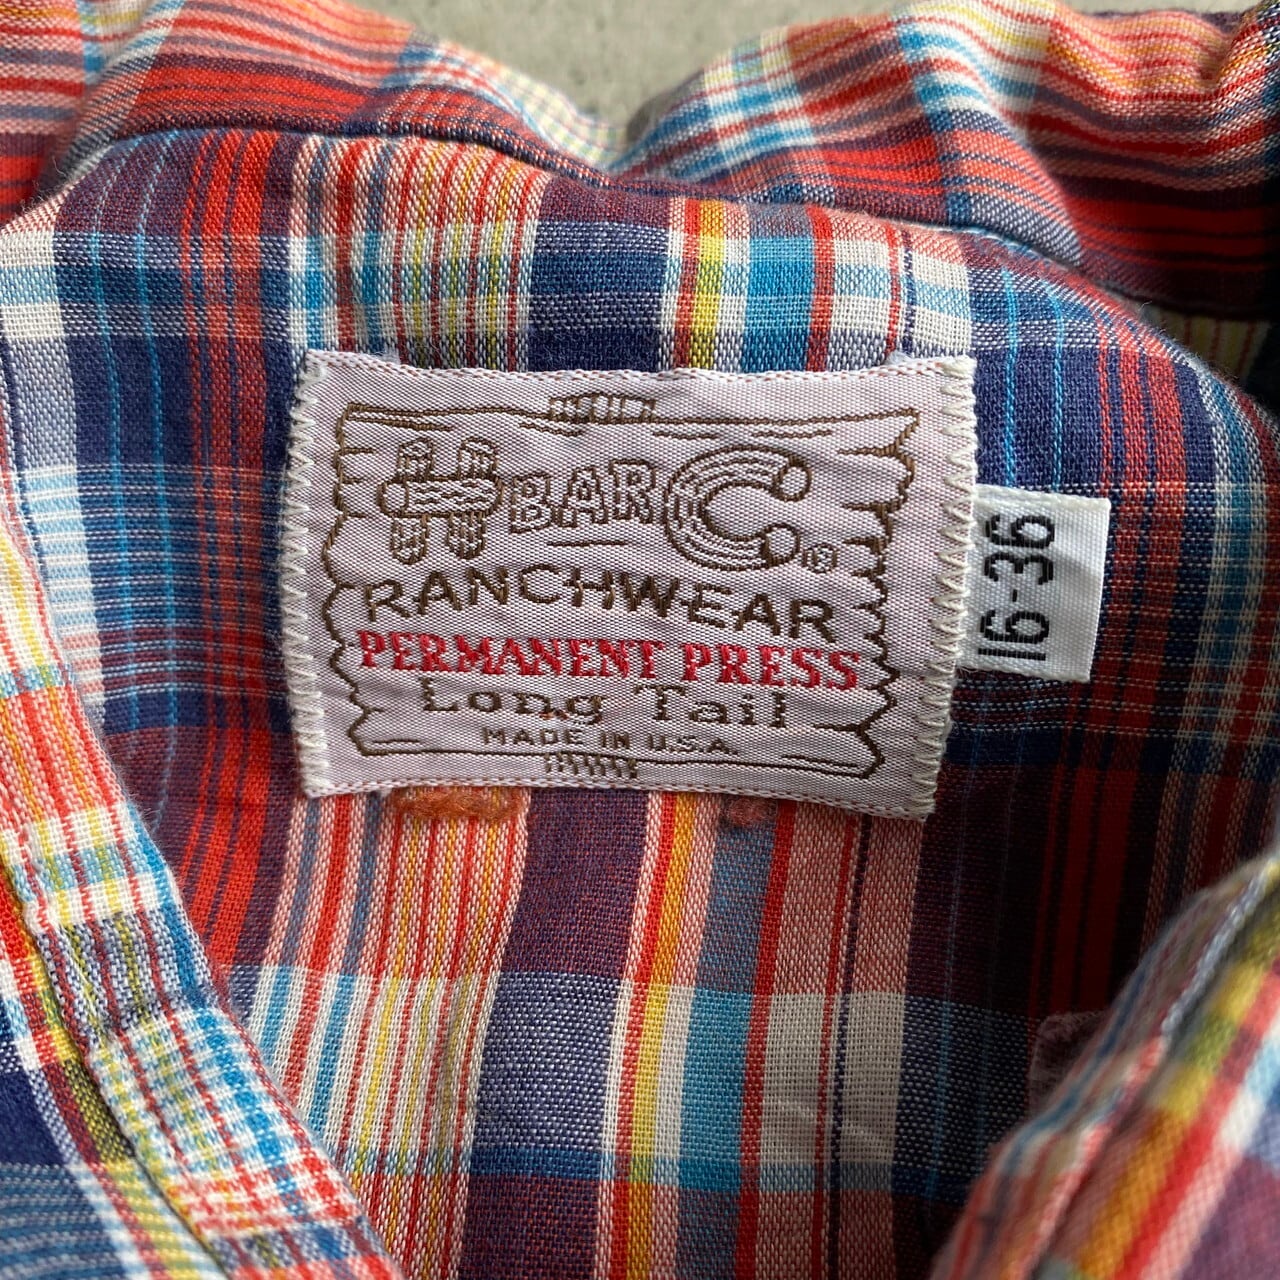 H BAR C®
RANCHWEAR
PERMANENT PRESS
Long Tail
MADE IN U.S.A.
16-36